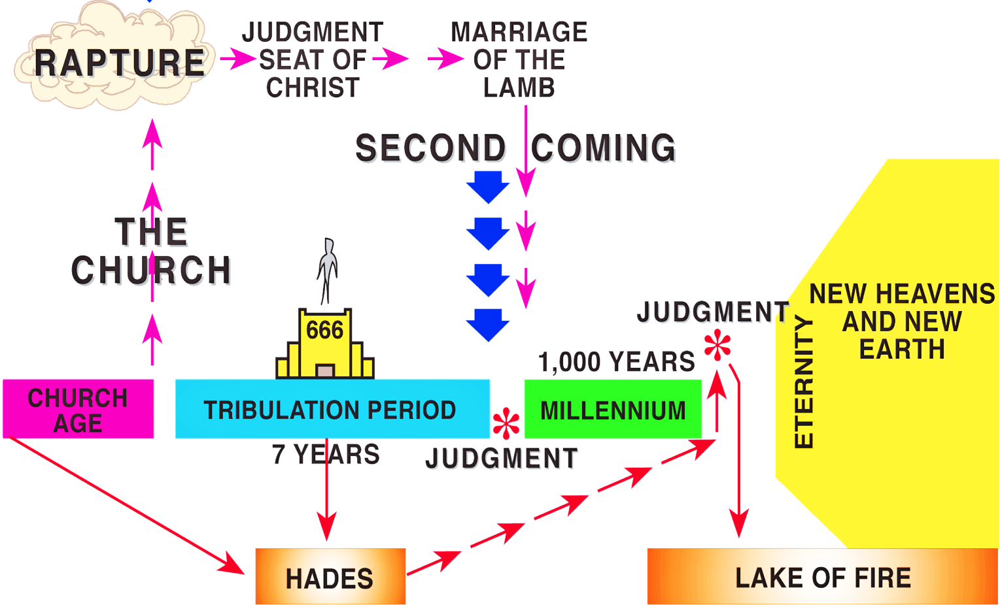 RAPTURE
JUDGMENT
SEAT OF
CHRIST
MARRIAGE
OF THE
LAMB
SECOND COMING
THE
CHURCH
666
JUDGMENT
NEW HEAVENS
AND NEW
EARTH
ETERNITY
1,000 YEARS
CHURCH
AGE
TRIBULATION PERIOD
MILLENNIUM
7 YEARS
JUDGMENT
HADES
LAKE OF FIRE